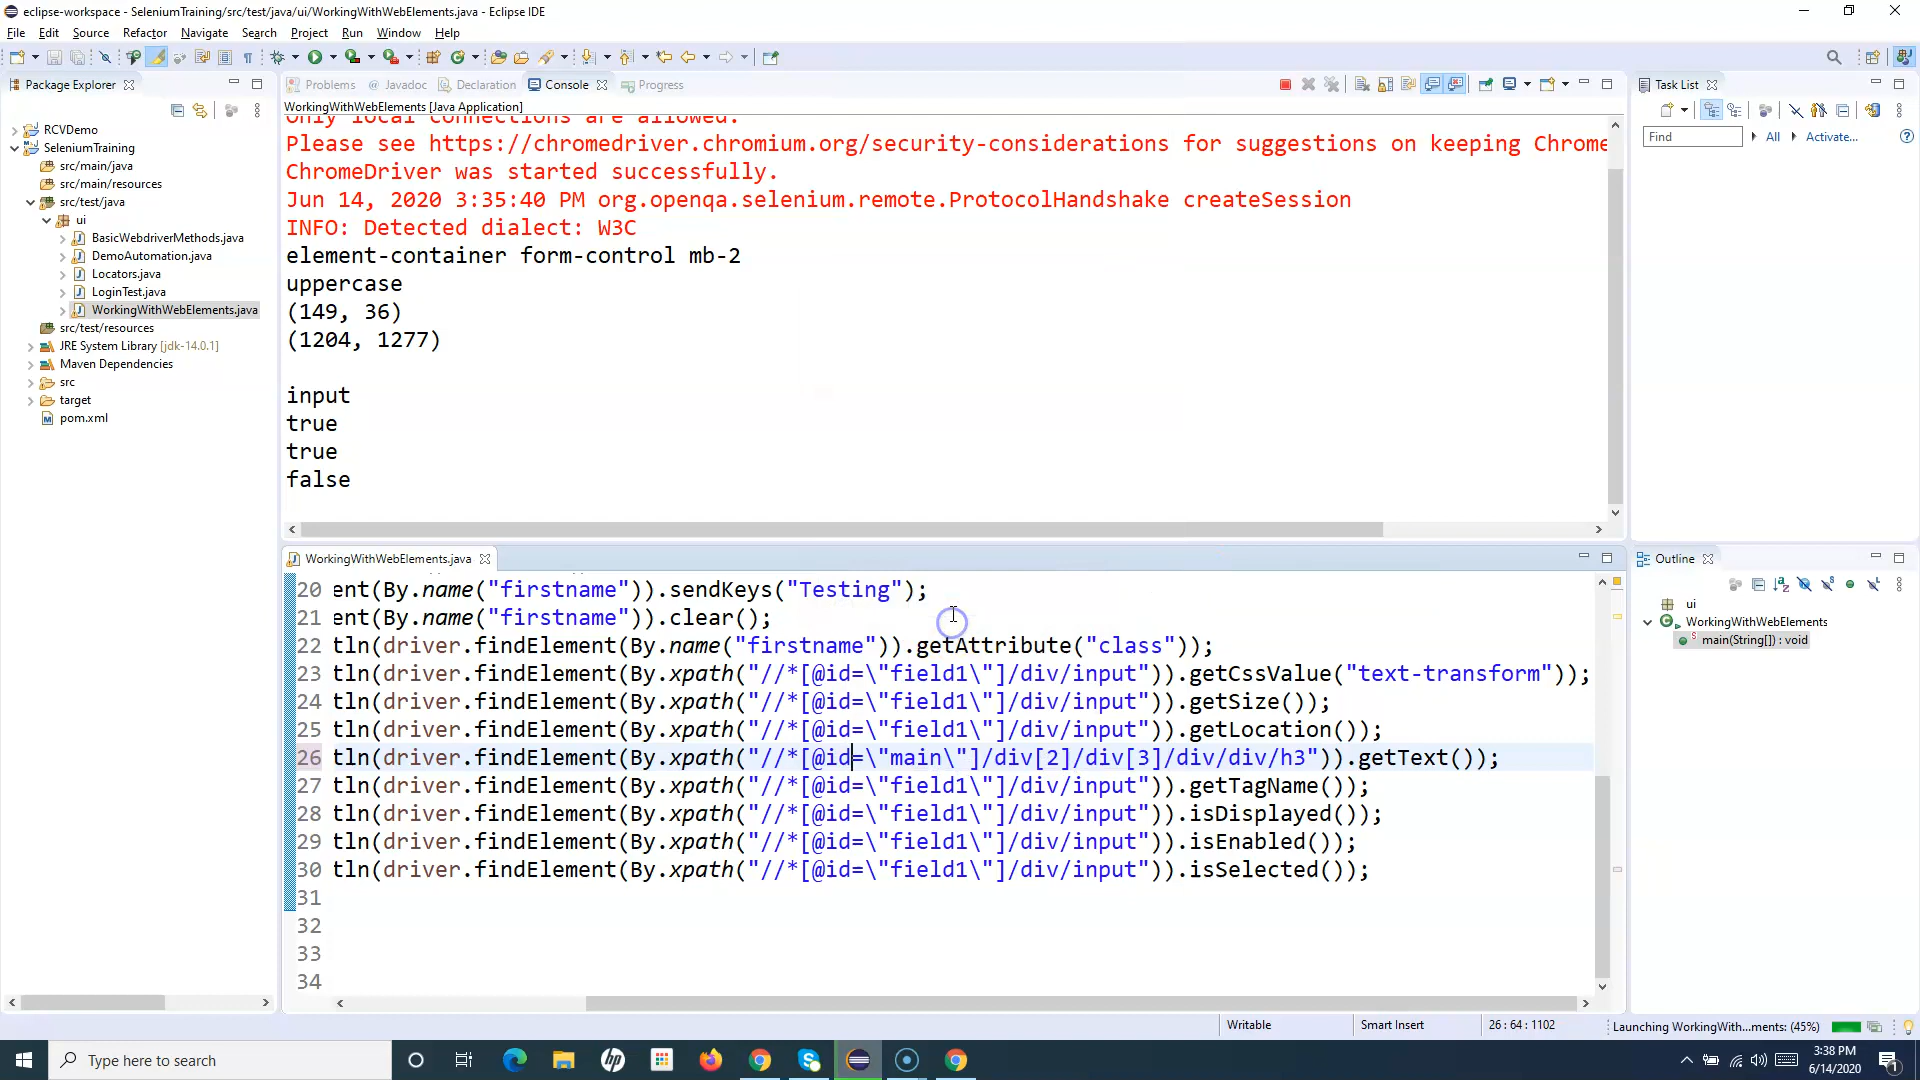 eclipse-workspace - SeleniumTraining/src/test/java/ui/WorkingWithWebElements.java - Eclipse IDE
File Edit Source Refactor Navigate Search Project Run Window Help
Package Explorer
RCVDemo
SeleniumTraining
src/main/java
src/main/resources
src/test/java
ui
BasicWebdriverMethods.java
DemoAutomation.java
Locators.java
LoginTest.java
WorkingWithWebElements.java
src/test/resources
JRE System Library [jdk-14.0.1]
Maven Dependencies
src
target
pom.xml
Problems Javadoc Declaration Console Progress
WorkingWithWebElements [Java Application]
Only local connections are allowed.
Please see https://chromedriver.chromium.org/security-considerations for suggestions on keeping Chrome
ChromeDriver was started successfully.
Jun 14, 2020 3:35:40 PM org.openqa.selenium.remote.ProtocolHandshake createSession
INFO: Detected dialect: W3C
element-container form-control mb-2
uppercase
(149, 36)
(1204, 1277)
input
true
true
false
WorkingWithWebElements.java
20 ent(By.name("firstname")).sendKeys("Testing");
21 ent(By.name("firstname")).clear();
22 tln(driver.findElement(By.name("firstname")).getAttribute("class"));
23 tln(driver.findElement(By.xpath("//*[@id=\"field1\"]/div/input")).getCssValue("text-transform"));
24 tln(driver.findElement(By.xpath("//*[@id=\"field1\"]/div/input")).getSize());
25 tln(driver.findElement(By.xpath("//*[@id=\"field1\"]/div/input")).getLocation());
26 tln(driver.findElement(By.xpath("//*[@id=\"main\"]/div[2]/div[3]/div/div/h3")).getText());
27 tln(driver.findElement(By.xpath("//*[@id=\"field1\"]/div/input")).getTagName());
28 tln(driver.findElement(By.xpath("//*[@id=\"field1\"]/div/input")).isDisplayed());
29 tln(driver.findElement(By.xpath("//*[@id=\"field1\"]/div/input")).isEnabled());
30 tln(driver.findElement(By.xpath("//*[@id=\"field1\"]/div/input")).isSelected());
31
32
33
34
Task List
Find All Activate...
Outline
ui
WorkingWithWebElements
main(String[]) : void
Writable Smart Insert 26 : 64 : 1102 Launching WorkingWith...ments: (45%)
Type here to search
3:38 PM
6/14/2020
1